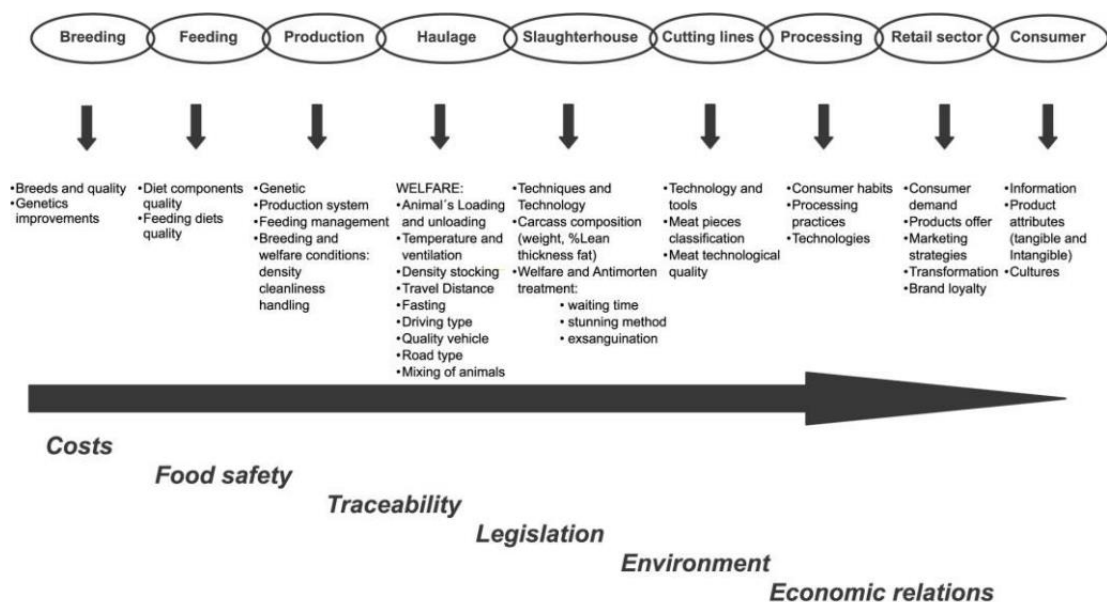 Breeding
Feeding
Production
Haulage
Slaughterhouse
Cutting lines
Processing
Retail sector
Consumer
•Breeds and quality
•Genetics
improvements
•Diet components
quality
•Feeding diets
quality
•Genetic
•Production system
•Feeding management
•Breeding and
welfare conditions:
density
cleanliness
handling
WELFARE:
•Animal´s Loading
and unloading
•Temperature and
ventilation
•Density stocking
•Travel Distance
•Fasting
•Driving type
•Quality vehicle
•Road type
•Mixing of animals
•Techniques and
Technology
•Carcass composition
(weight, %Lean
thickness fat)
•Welfare and Antimorten
treatment:
• waiting time
• stunning method
• exsanguination
•Technology and
tools
•Meat pieces
classification
•Meat technological
quality
•Consumer habits
•Processing
practices
•Technologies
•Consumer
demand
•Products offer
•Marketing
strategies
•Transformation
•Brand loyalty
•Information
•Product
attributes
(tangible and
Intangible)
•Cultures
Costs
Food safety
Traceability
Legislation
Environment
Economic relations